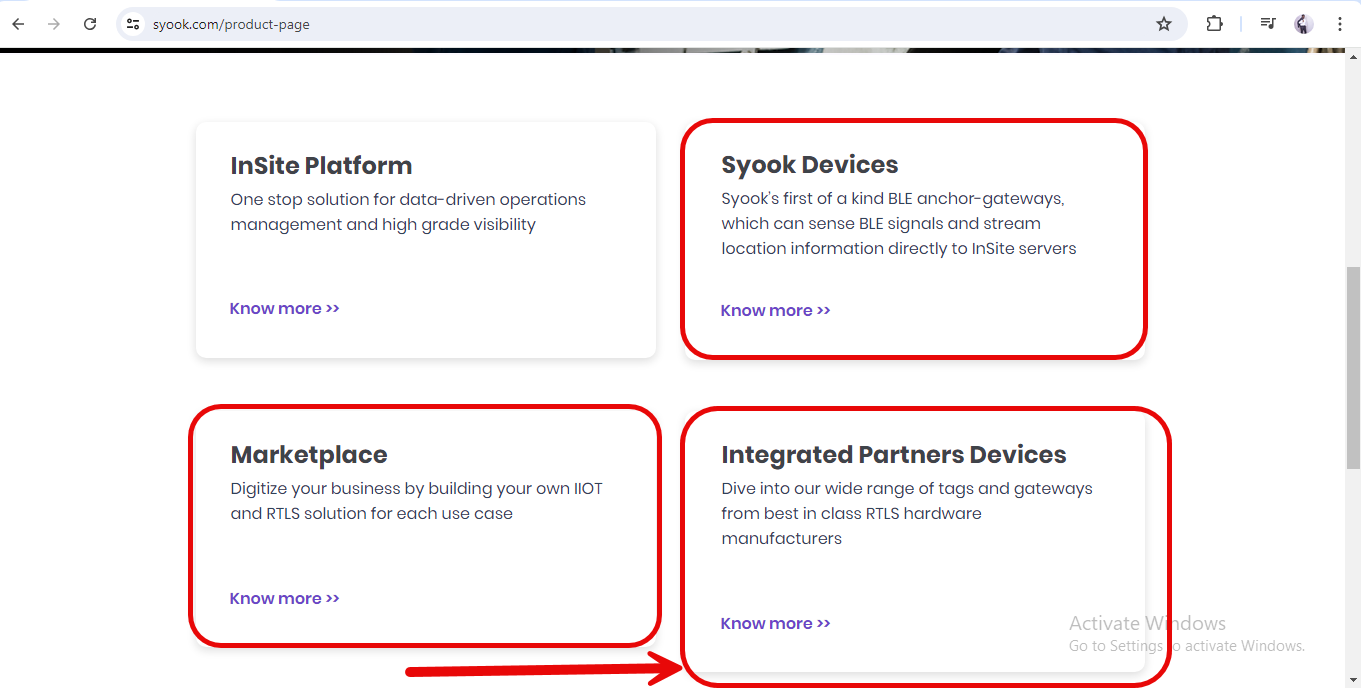 syook.com/product-page
InSite Platform
One stop solution for data-driven operations
management and high grade visibility
Know more >>
Syook Devices
Syook's first of a kind BLE anchor-gateways,
which can sense BLE signals and stream
location information directly to InSite servers
Know more >>
Marketplace
Digitize your business by building your own IIOT
and RTLS solution for each use case
Know more >>
Integrated Partners Devices
Dive into our wide range of tags and gateways
from best in class RTLS hardware
manufacturers
Know more >>
Activate Windows
Go to Settings to activate Windows.